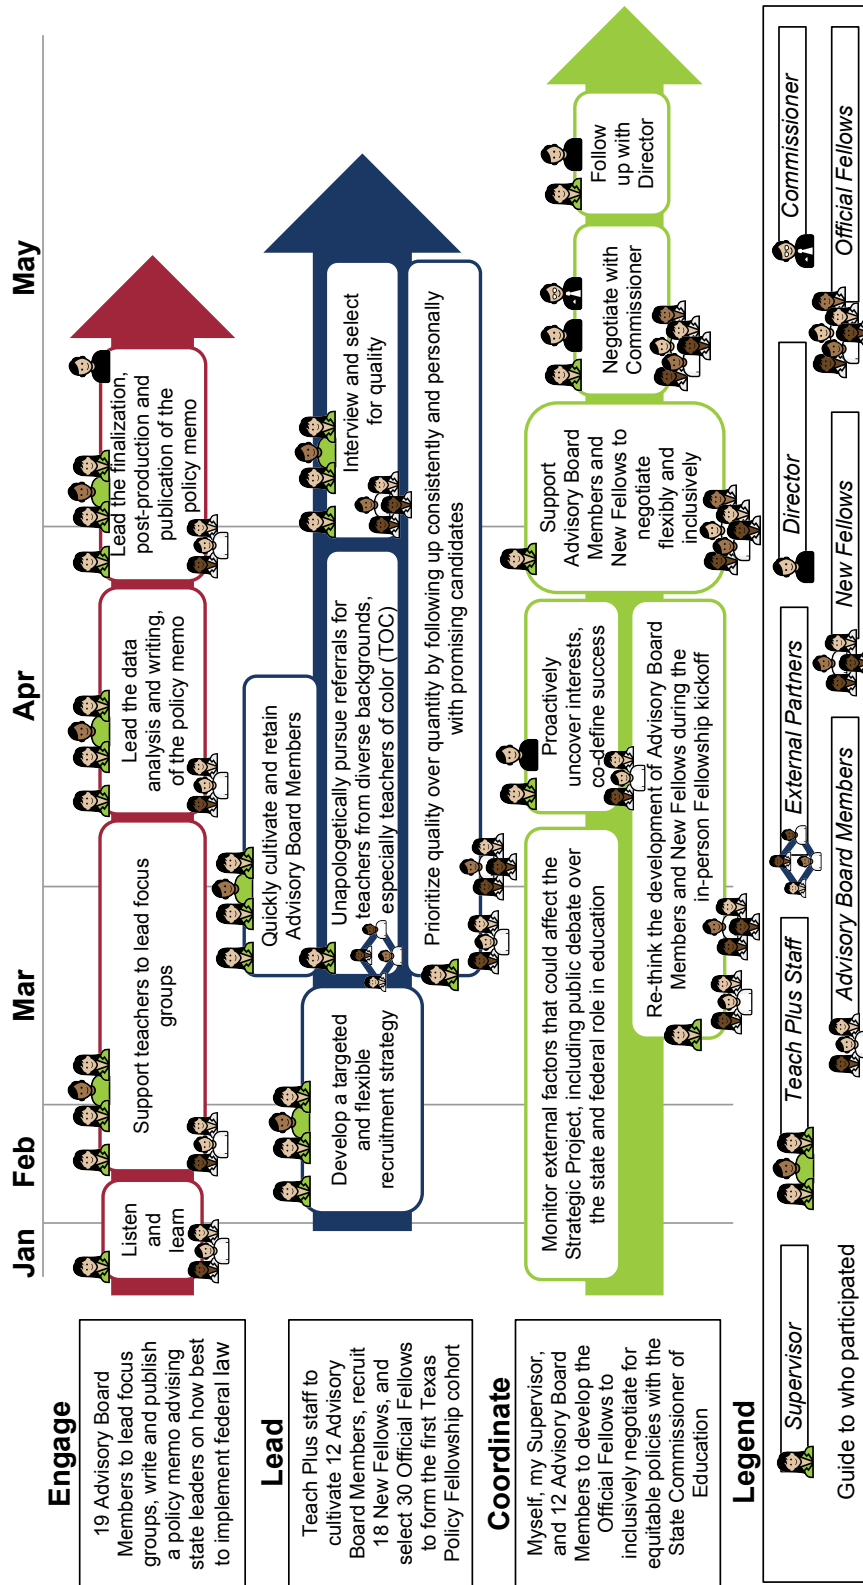 Jan
Feb
Mar
Apr
May
Engage
19 Advisory Board
Members to lead focus
groups, write and publish
a policy memo advising
state leaders on how best
to implement federal law
Listen
and
learn
Support teachers to lead focus
groups
Lead the data
analysis and writing,
of the policy memo
Lead the finalization,
post-production and
publication of the
policy memo
Lead
Teach Plus staff to
cultivate 12 Advisory
Board Members, recruit
18 New Fellows, and
select 30 Official Fellows
to form the first Texas
Policy Fellowship cohort
Develop a targeted
and flexible
recruitment strategy
Quickly cultivate and retain
Advisory Board Members
Unapologetically pursue referrals for
teachers from diverse backgrounds,
especially teachers of color (TOC)
Interview and select
for quality
Prioritize quality over quantity by following up consistently and personally
with promising candidates
Coordinate
Myself, my Supervisor,
and 12 Advisory Board
Members to develop the
Official Fellows to
inclusively negotiate for
equitable policies with the
State Commissioner of
Education
Monitor external factors that could affect the
Strategic Project, including public debate over
the state and federal role in education
Proactively
uncover interests,
co-define success
Re-think the development of Advisory Board
Members and New Fellows during the
in-person Fellowship kickoff
Support
Advisory Board
Members and
New Fellows to
negotiate
flexibly and
inclusively
Negotiate with
Commissioner
Follow
up with
Director
Legend
Supervisor
Teach Plus Staff
External Partners
Director
Commissioner
Guide to who participated
Advisory Board Members
New Fellows
Official Fellows